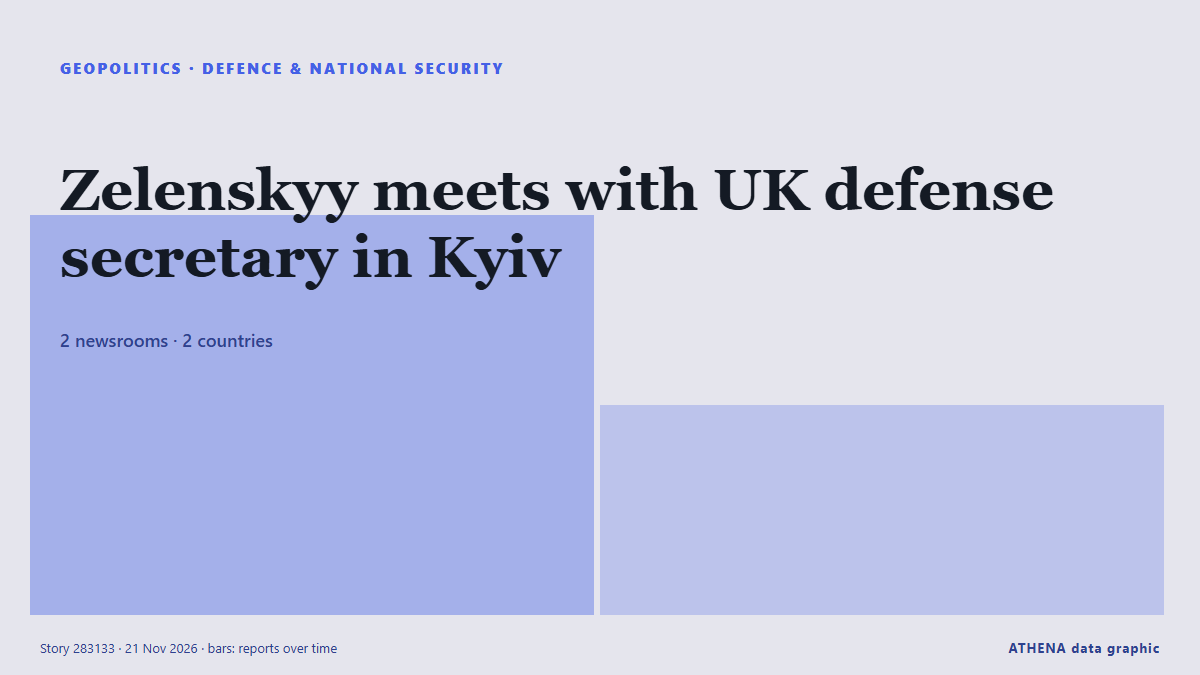 GEOPOLITICS · DEFENCE & NATIONAL SECURITY
Zelenskyy meets with UK defense
secretary in Kyiv
2 newsrooms · 2 countries
Story 283133 · 21 Nov 2026 · bars: reports over time
ATHENA data graphic